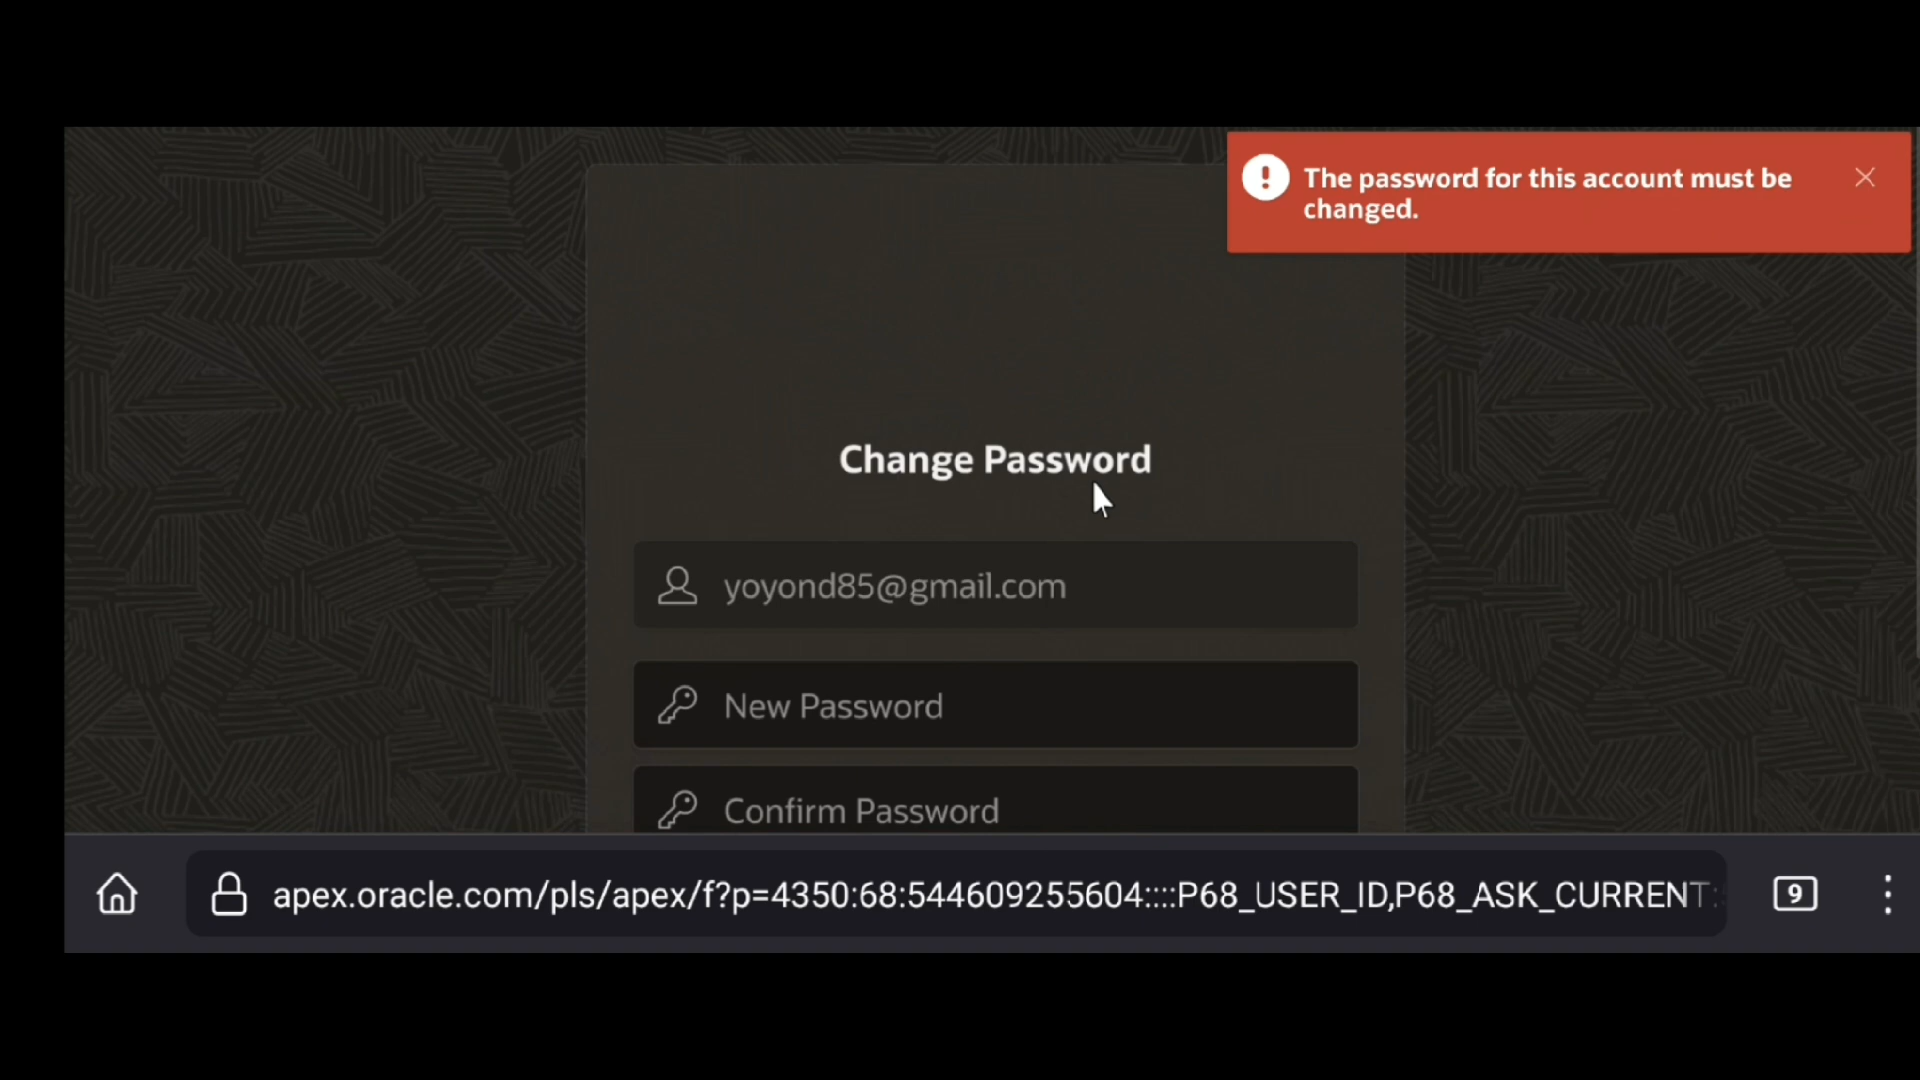 The password for this account must be
changed.
Change Password
yoyond85@gmail.com
New Password
Confirm Password
apex.oracle.com/pls/apex/f?p=4350:68:544609255604::::P68_USER_ID,P68_ASK_CURRENT:
9